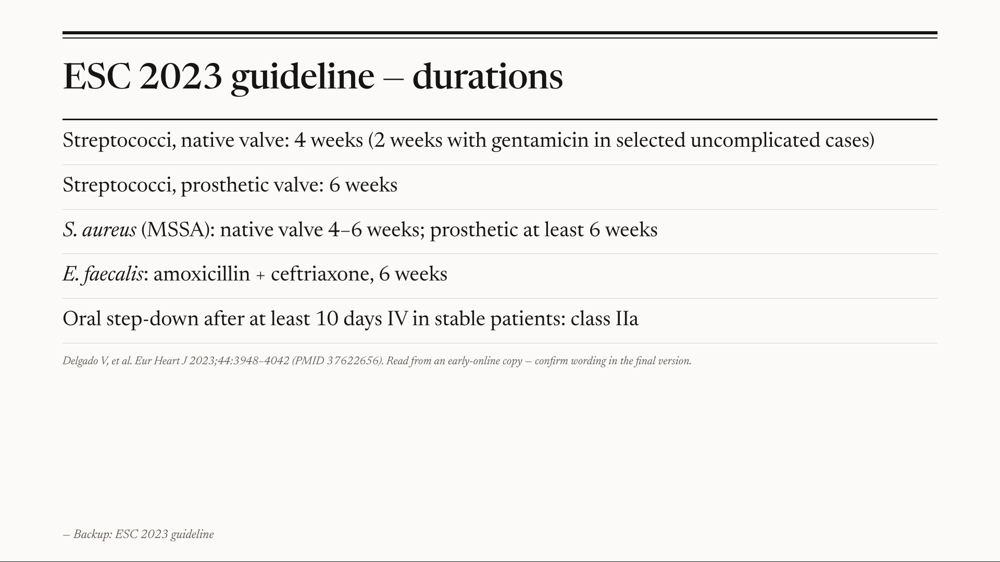 ESC 2023 guideline – durations
Streptococci, native valve: 4 weeks (2 weeks with gentamicin in selected uncomplicated cases)
Streptococci, prosthetic valve: 6 weeks
S. aureus (MSSA): native valve 4–6 weeks; prosthetic at least 6 weeks
E. faecalis: amoxicillin + ceftriaxone, 6 weeks
Oral step-down after at least 10 days IV in stable patients: class IIa
Delgado V, et al. Eur Heart J 2023;44:3948–4042 (PMID 37622656). Read from an early-online copy – confirm wording in the final version.
– Backup: ESC 2023 guideline